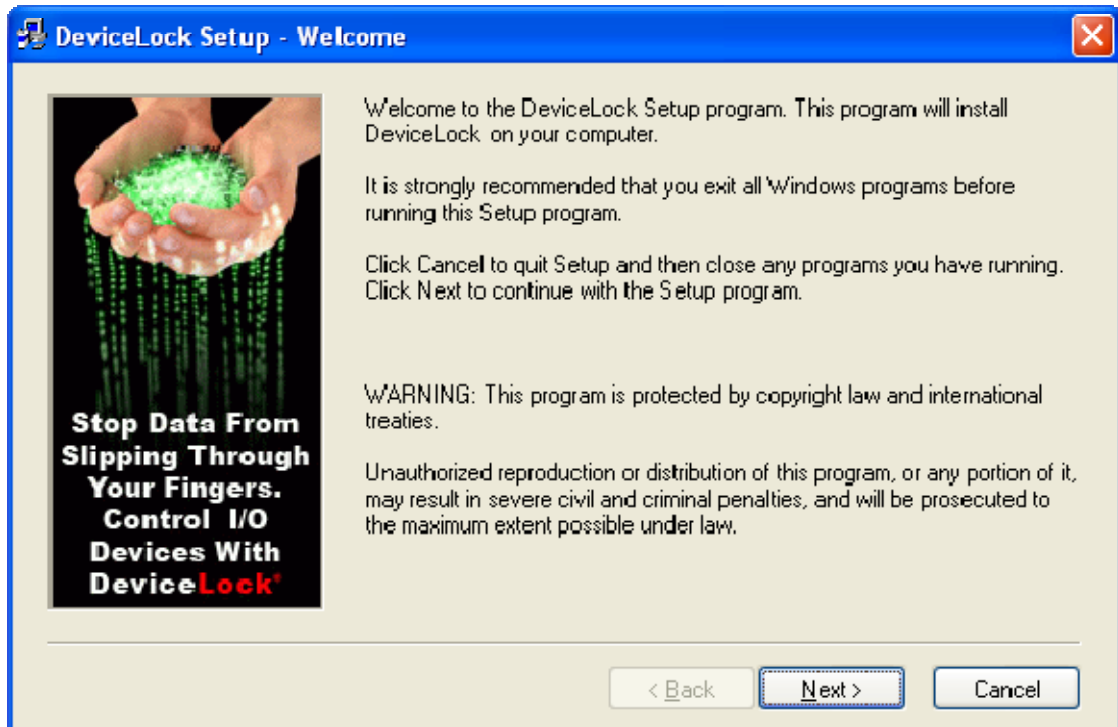 DeviceLock Setup - Welcome
Welcome to the DeviceLock Setup program. This program will install
DeviceLock on your computer.
It is strongly recommended that you exit all Windows programs before
running this Setup program.
Click Cancel to quit Setup and then close any programs you have running.
Click Next to continue with the Setup program.
WARNING: This program is protected by copyright law and international
treaties.
Unauthorized reproduction or distribution of this program, or any portion of it,
may result in severe civil and criminal penalties, and will be prosecuted to
the maximum extent possible under law.
Stop Data From
Slipping Through
Your Fingers.
Control I/O
Devices With
DeviceLock®
< Back
Next >
Cancel